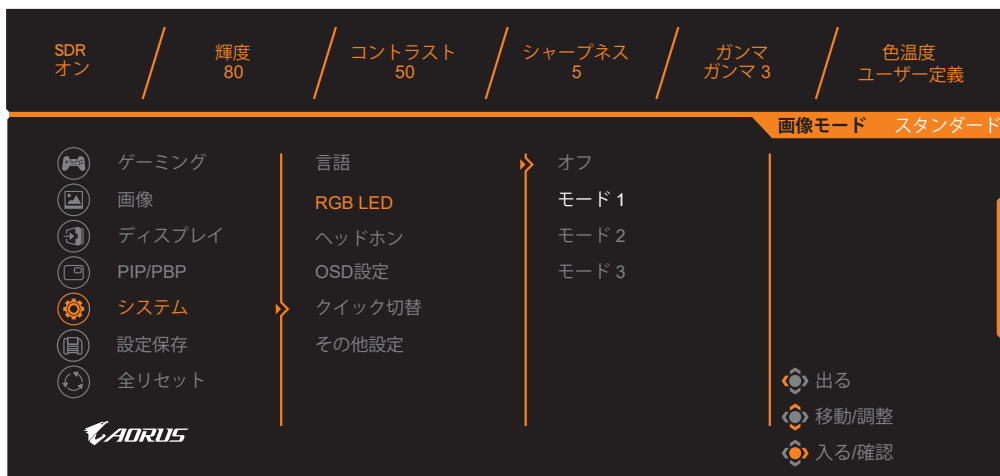 SDR
オン
輝度
80
コントラスト
50
シャープネス
5
ガンマ
ガンマ 3
色温度
ユーザー定義
画像モード スタンダード
ゲーミング
画像
ディスプレイ
PIP/PBP
システム
設定保存
全リセット
言語
RGB LED
ヘッドホン
OSD設定
クイック切替
その他設定
オフ
モード 1
モード 2
モード 3
出る
移動/調整
入る/確認
AORUS